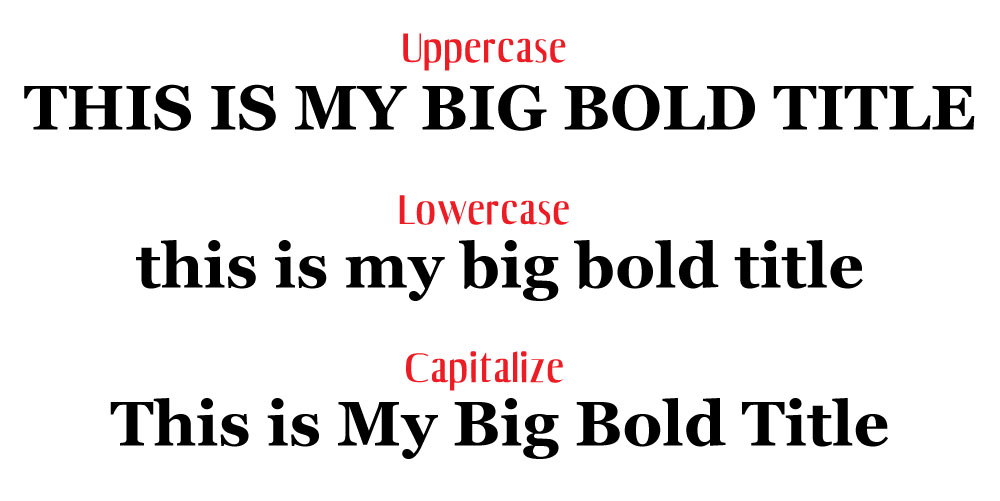 Uppercase
THIS IS MY BIG BOLD TITLE
Lowercase
this is my big bold title
Capitalize
This is My Big Bold Title